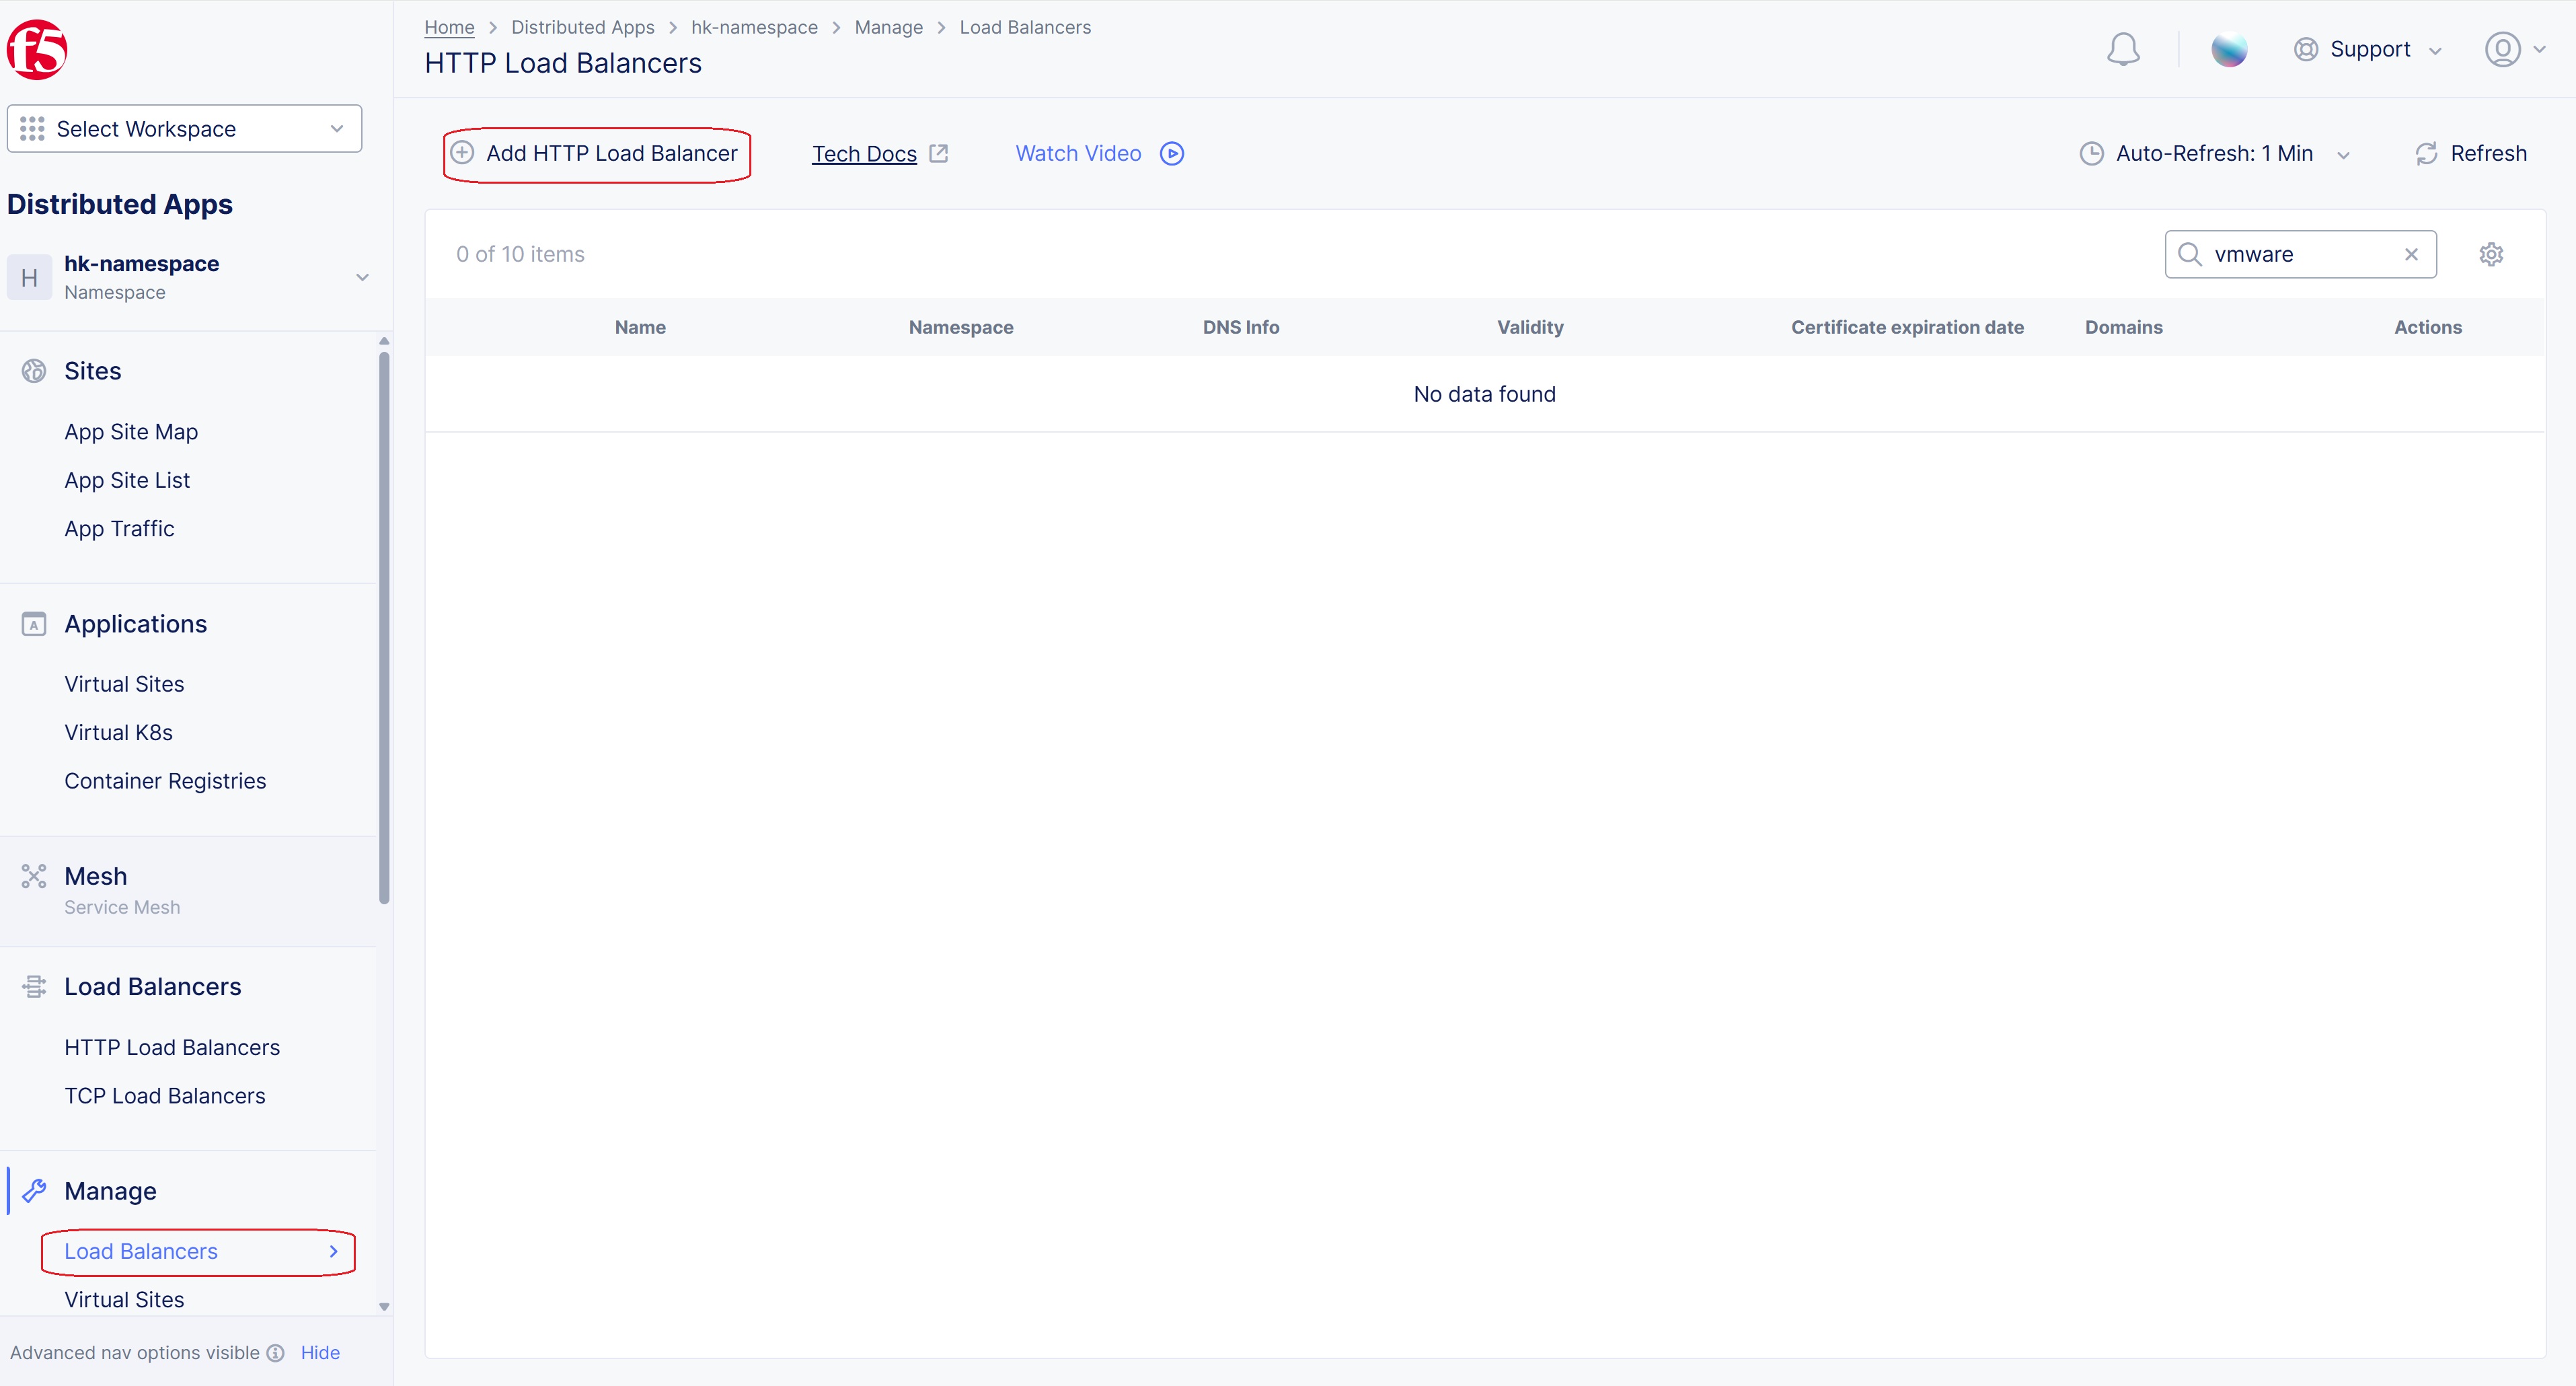 f5
Select Workspace
Distributed Apps
H
hk-namespace
Namespace
Sites
App Site Map
App Site List
App Traffic
A
Applications
Virtual Sites
Virtual K8s
Container Registries
Mesh
Service Mesh
Load Balancers
HTTP Load Balancers
TCP Load Balancers
Manage
Load Balancers
Virtual Sites
Advanced nav options visible Hide
Home > Distributed Apps > hk-namespace > Manage > Load Balancers
HTTP Load Balancers
Support
Add HTTP Load Balancer Tech Docs Watch Video
Auto-Refresh: 1 Min Refresh
0 of 10 items
vmware
Name Namespace DNS Info Validity Certificate expiration date Domains Actions
No data found